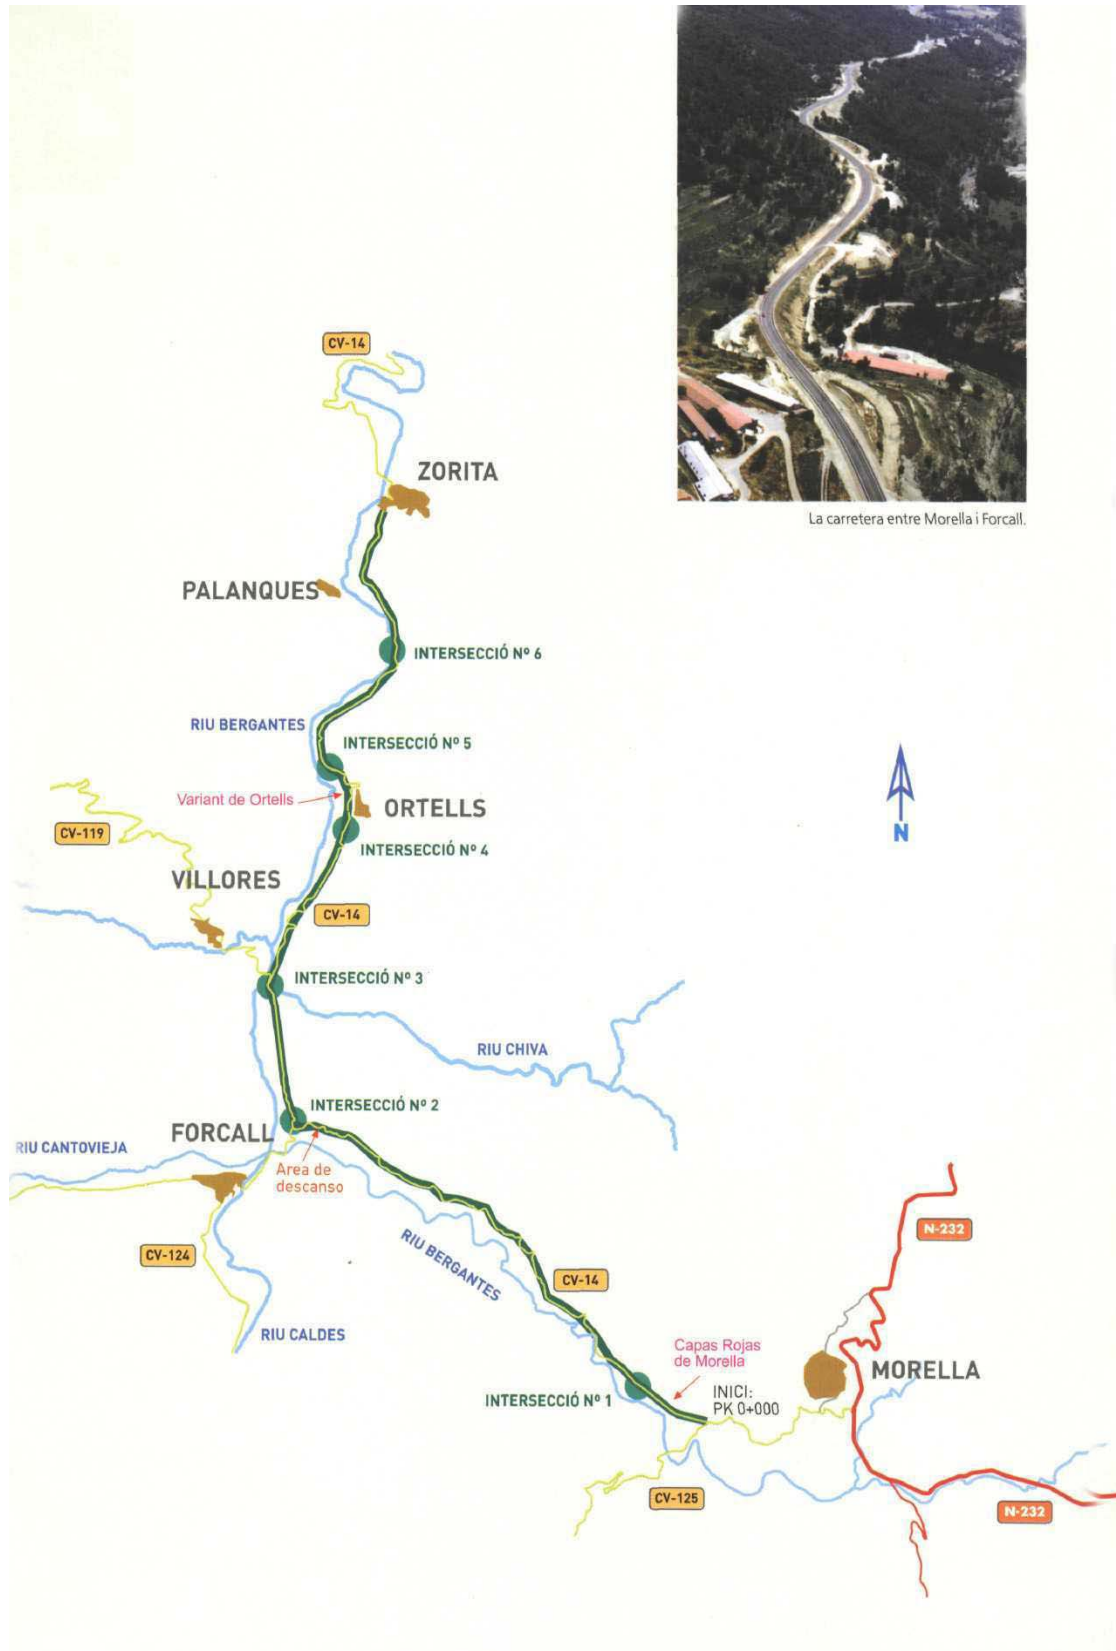 La carretera entre Morella i Forcall.
CV-14
ZORITA
PALANQUES
INTERSECCIÓ Nº 6
RIU BERGANTES
INTERSECCIÓ Nº 5
Variant de Ortells
ORTELLS
CV-119
INTERSECCIÓ Nº 4
N
VILLORES
CV-14
INTERSECCIÓ Nº 3
RIU CHIVA
INTERSECCIÓ Nº 2
FORCALL
RIU CANTOVIEJA
Area de
descanso
RIU BERGANTES
N-232
CV-124
CV-14
RIU CALDES
Capas Rojas
de Morella
MORELLA
INTERSECCIÓ Nº 1
INICI:
PK 0+000
CV-125
N-232